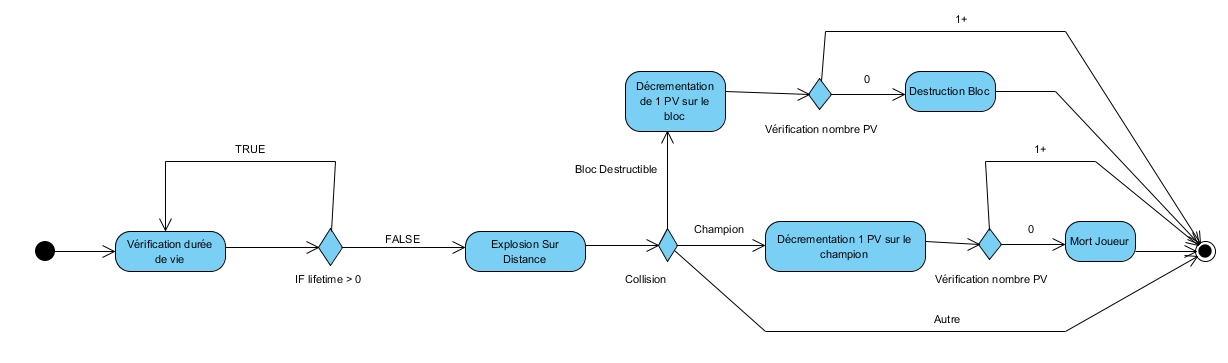 1+
Décrementation
de 1 PV sur le
bloc
0
Destruction Bloc
Vérification nombre PV
TRUE
1+
Bloc Destructible
Vérification durée
de vie
FALSE
Explosion Sur
Distance
Champion
Décrementation 1 PV sur le
champion
0
Mort Joueur
IF lifetime > 0
Collision
Vérification nombre PV
Autre